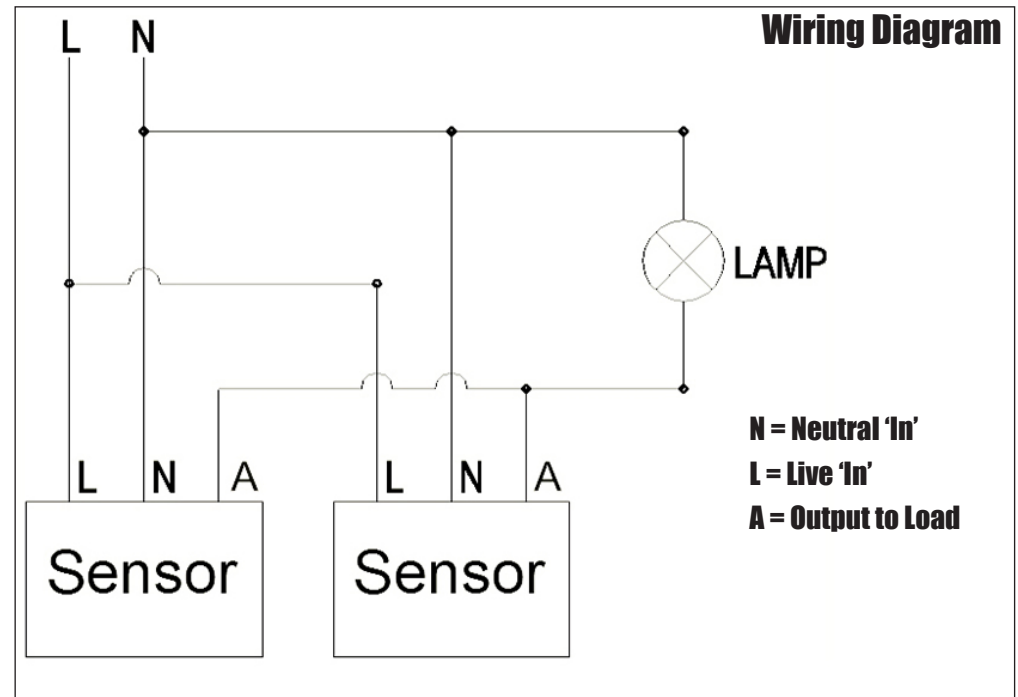 Wiring Diagram
L N
LAMP
N = Neutral ‘In’
L = Live ‘In’
A = Output to Load
L N A
L N A
Sensor
Sensor